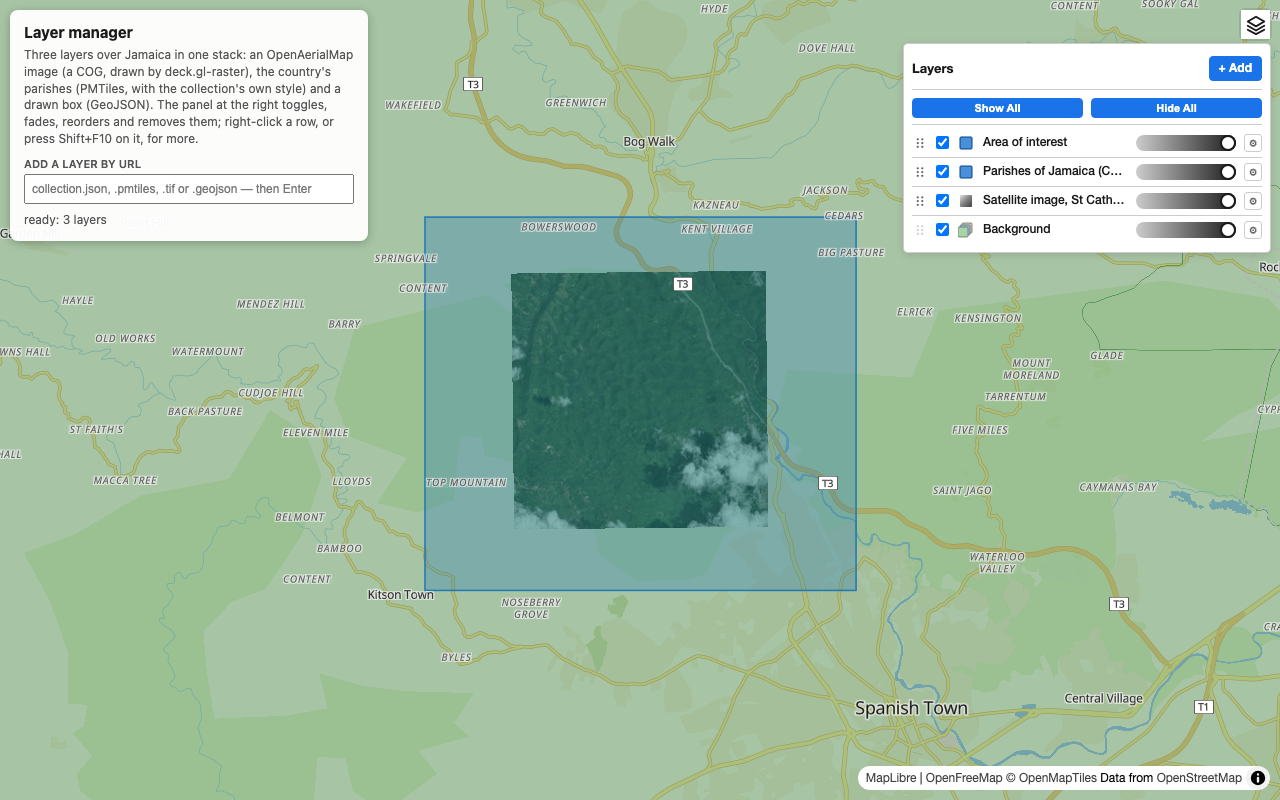 Layer manager
Three layers over Jamaica in one stack: an OpenAerialMap
image (a COG, drawn by deck.gl-raster), the country's
parishes (PMTiles, with the collection's own style) and a
drawn box (GeoJSON). The panel at the right toggles,
fades, reorders and removes them; right-click a row, or
press Shift+F10 on it, for more.
ADD A LAYER BY URL
collection.json, .pmtiles, .tif or .geojson — then Enter
ready: 3 layers
Layers
+ Add
Show All
Hide All
Area of interest
Parishes of Jamaica (C...
Satellite image, St Cath...
Background
HYDE
CONTENT
SOOKY GAL
DOVE HALL
T3
WAKEFIELD
GREENWICH
Bog Walk
JACKSON
KAZNEAU
CEDARS
BOWERSWOOD
KENT VILLAGE
BIG PASTURE
SPRINGVALE
CONTENT
T3
HAYLE
MENDEZ HILL
BARRY
ELRICK
KENSINGTON
OLD WORKS
WATERMOUNT
GLADE
MOUNT
MORELAND
CUDJOE HILL
TARRENTUM
BACK PASTURE
ST FAITH'S
ELEVEN MILE
FIVE MILES
MACCA TREE
LLOYDS
TOP MOUNTAIN
T3
SAINT JAGO
CAYMANAS BAY
BELMONT
BAMBOO
WATERLOO
VALLEY
CONTENT
Kitson Town
NOSEBERRY
GROVE
T3
BYLES
Spanish Town
Central Village
T1
MapLibre | OpenFreeMap © OpenMapTiles Data from OpenStreetMap